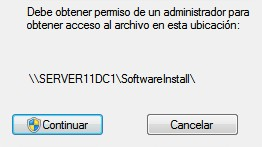 Debe obtener permiso de un administrador para
obtener acceso al archivo en esta ubicación:
\\SERVER11DC1\SoftwareInstall\
Continuar
Cancelar